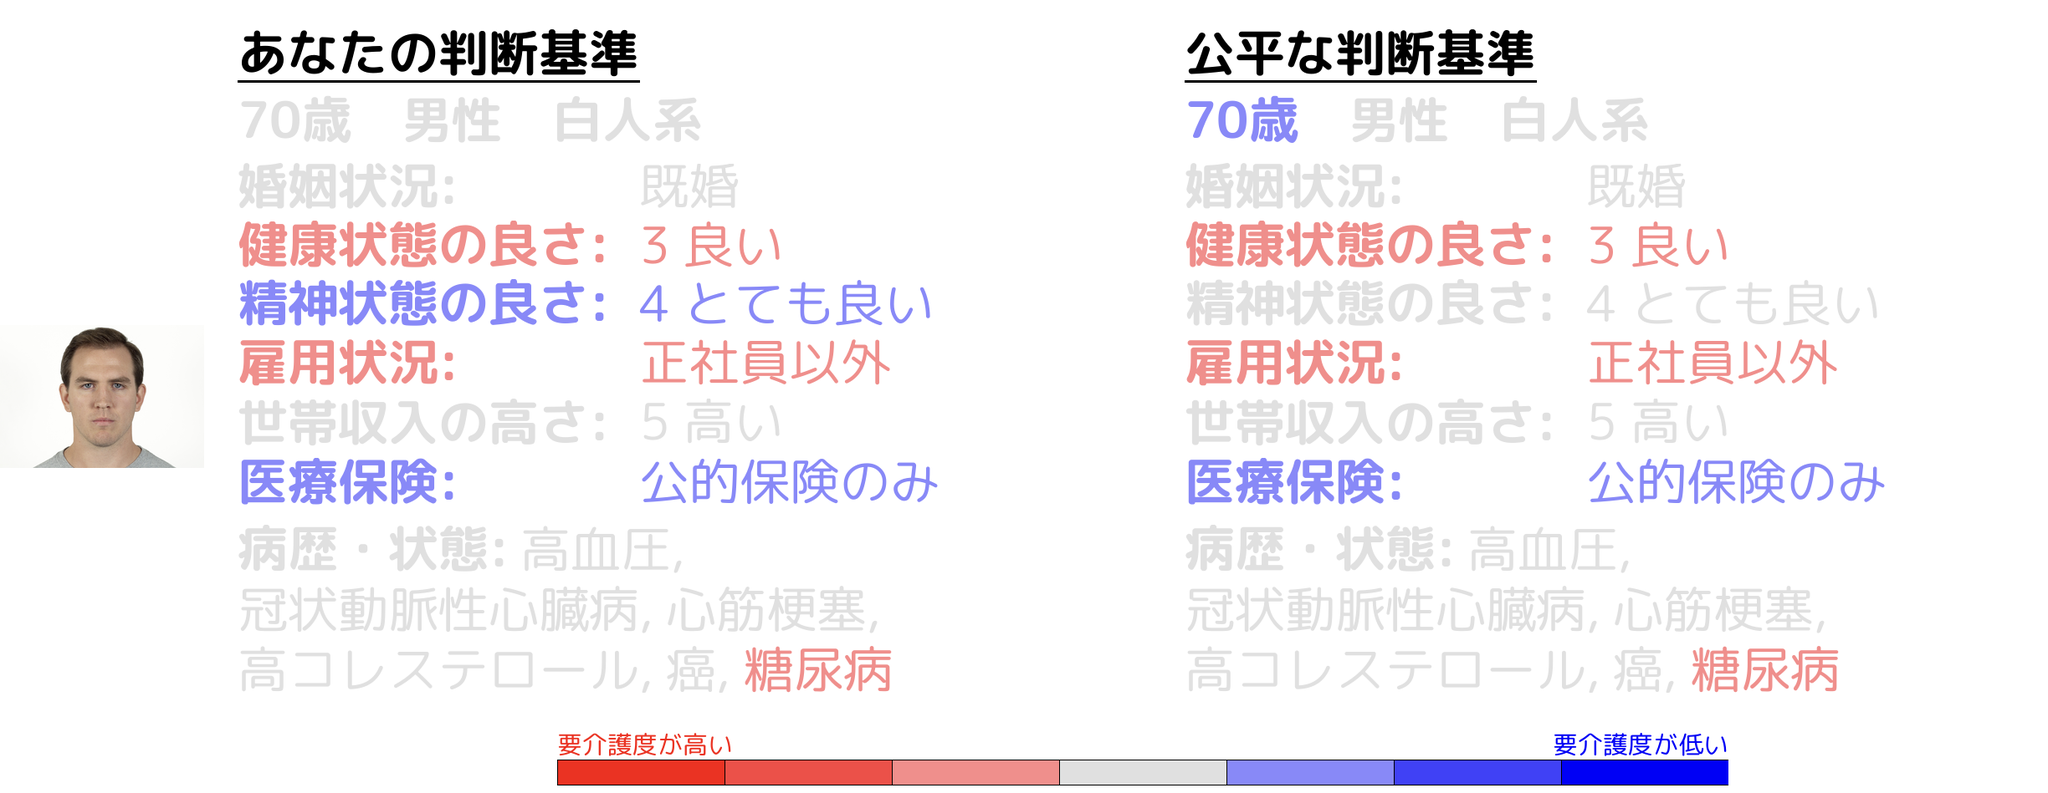 あなたの判断基準
70歳 男性 白人系
婚姻状況: 既婚
健康状態の良さ: 3 良い
精神状態の良さ: 4 とても良い
雇用状況: 正社員以外
世帯収入の高さ: 5 高い
医療保険: 公的保険のみ
病歴・状態: 高血圧,
冠状動脈性心臓病, 心筋梗塞,
高コレステロール, 癌, 糖尿病
公平な判断基準
70歳 男性 白人系
婚姻状況: 既婚
健康状態の良さ: 3 良い
精神状態の良さ: 4 とても良い
雇用状況: 正社員以外
世帯収入の高さ: 5 高い
医療保険: 公的保険のみ
病歴・状態: 高血圧,
冠状動脈性心臓病, 心筋梗塞,
高コレステロール, 癌, 糖尿病
要介護度が高い
要介護度が低い